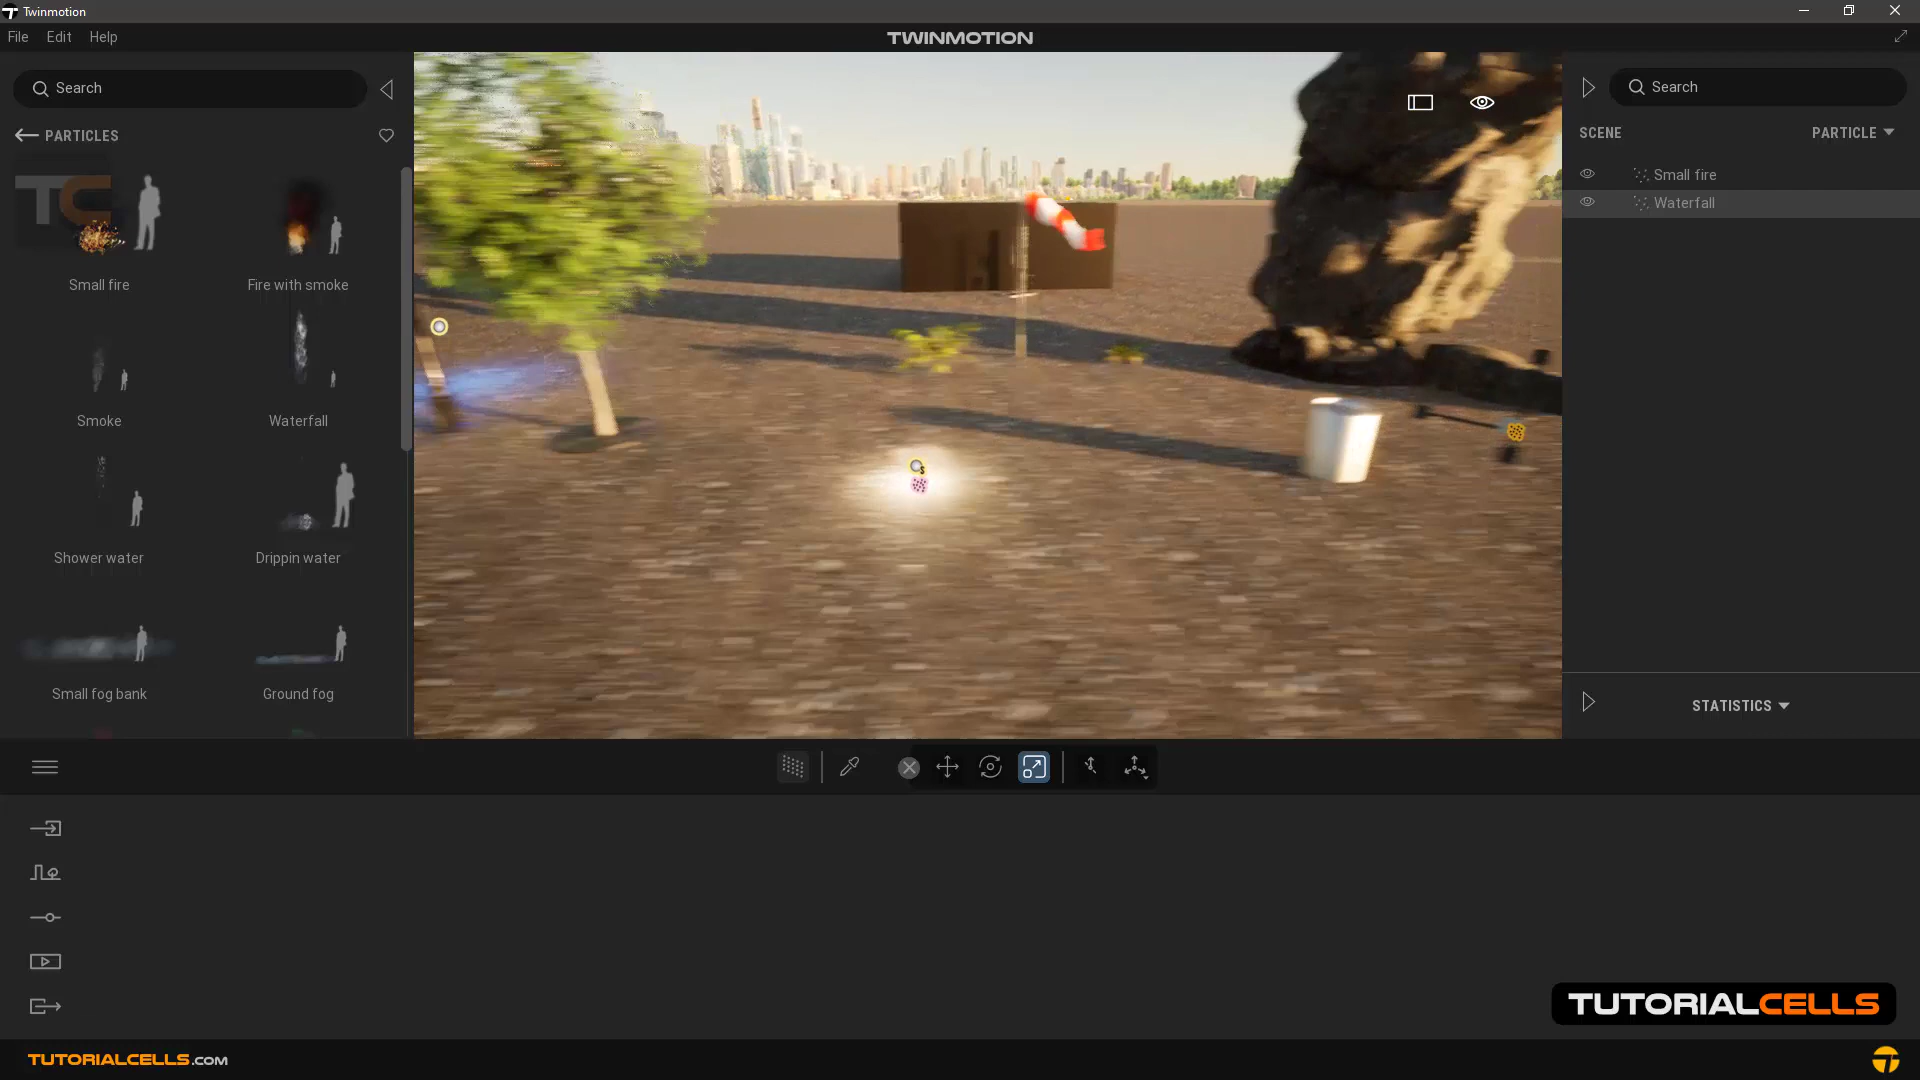 Twinmotion
File Edit Help
TWINMOTION
Search
PARTICLES
TC
Small fire
Fire with smoke
Smoke
Waterfall
Shower water
Drippin water
Small fog bank
Ground fog
S
Search
SCENE
PARTICLE
Small fire
Waterfall
STATISTICS
TUTORIALCELLS
TUTORIALCELLS.COM